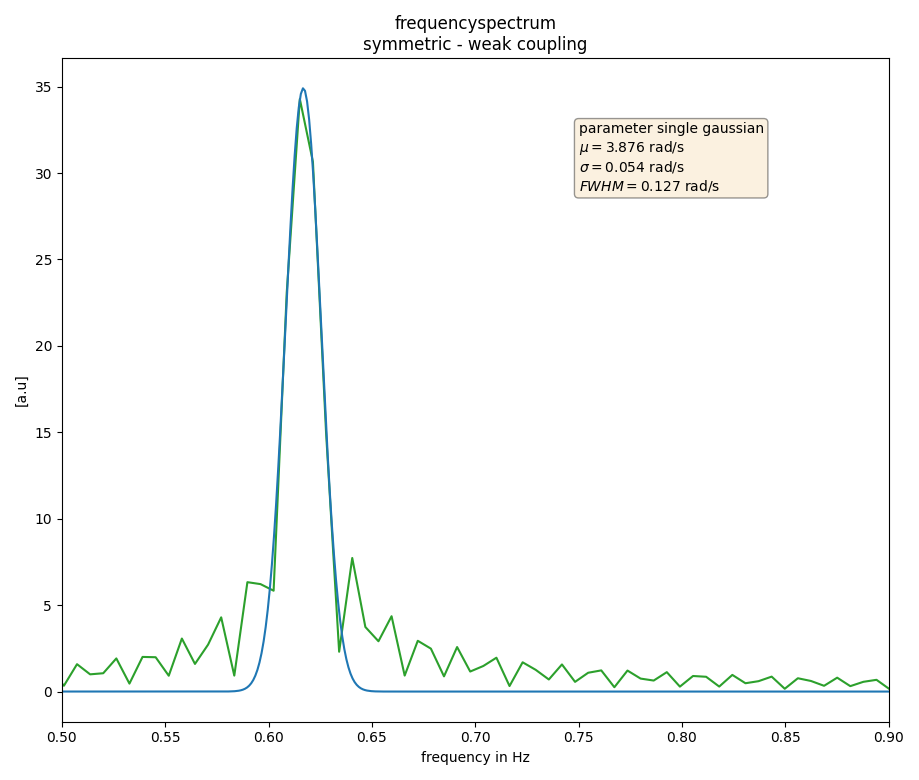 frequencyspectrum
symmetric - weak coupling
parameter single gaussian
μ = 3.876 rad/s
σ = 0.054 rad/s
FWHM = 0.127 rad/s
[a.u]
35
30
25
20
15
10
5
0
0.50 0.55 0.60 0.65 0.70 0.75 0.80 0.85 0.90
frequency in Hz